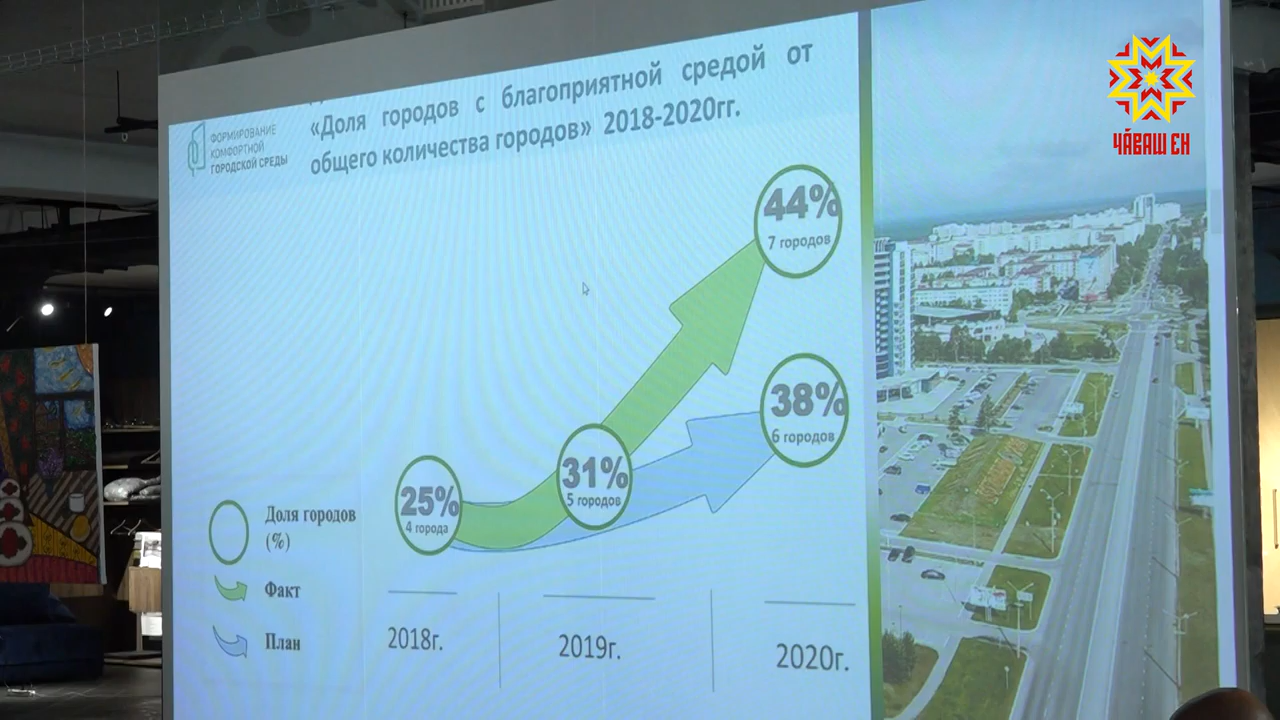 «Доля городов с благоприятной средой от
общего количества городов» 2018-2020гг.
ФОРМИРОВАНИЕ
КОМФОРТНОЙ
ГОРОДСКОЙ СРЕДЫ
ЧӐВАШ ЕН
44%
7 городов
38%
6 городов
31%
5 городов
25%
4 города
Доля городов
(%)
Факт
План
2018г.
2019г.
2020г.